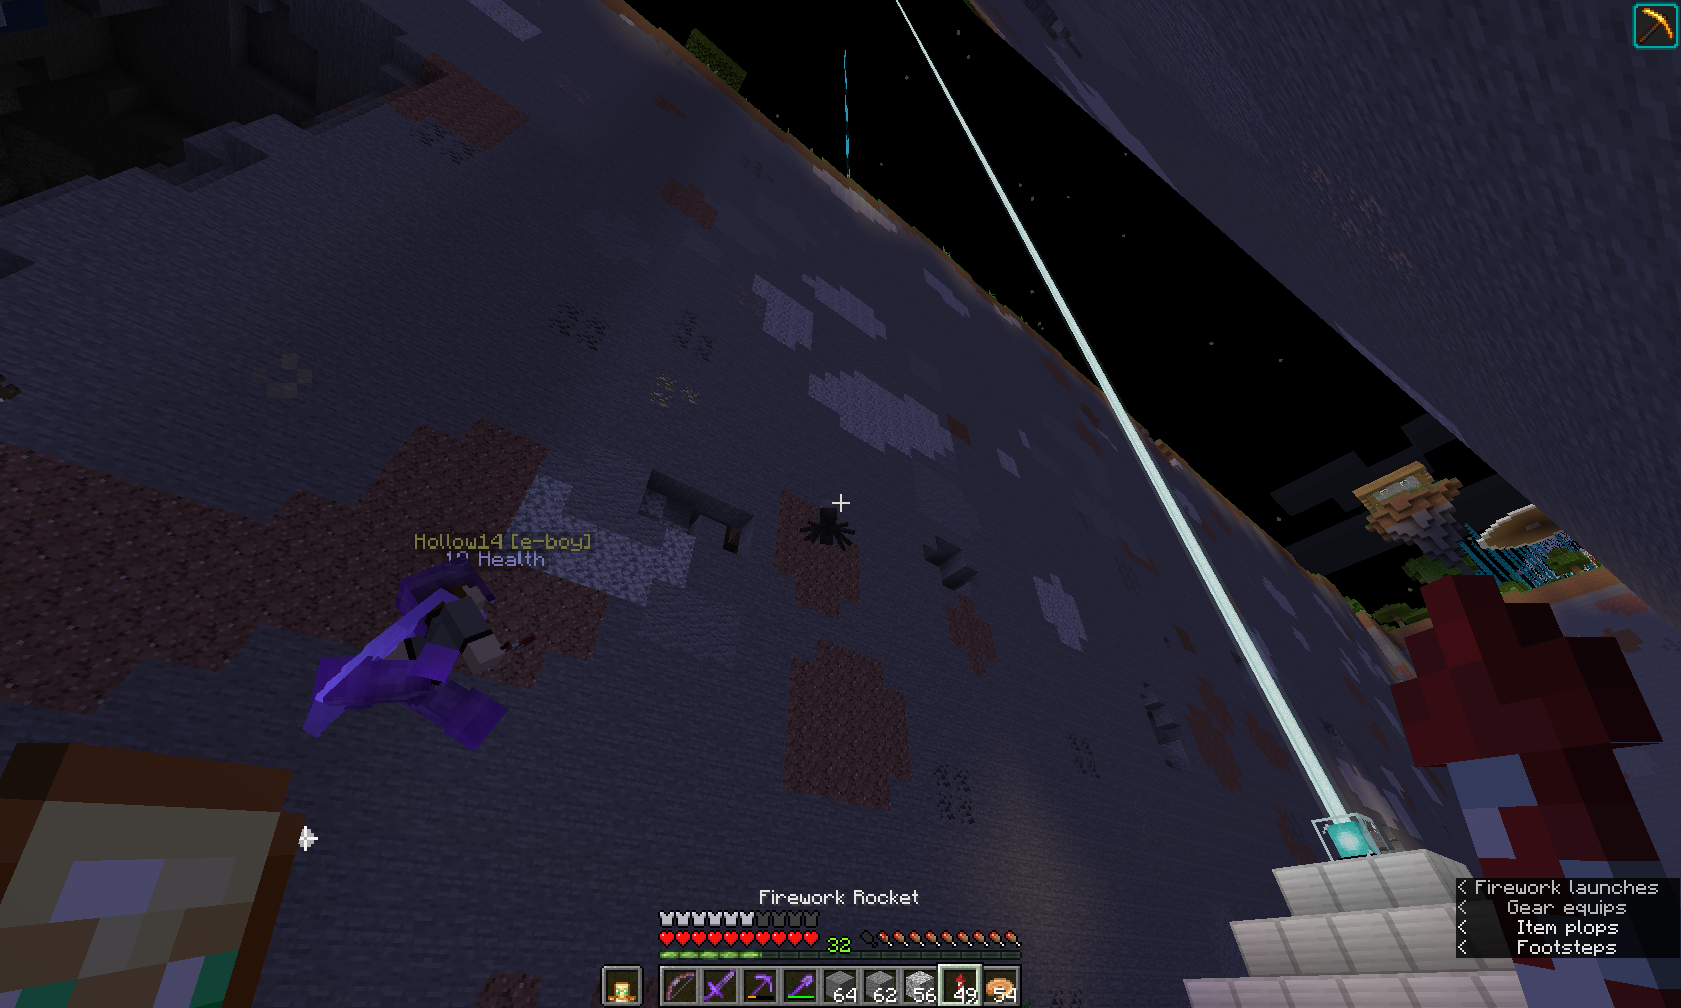 Hollow14 [e-boy]
Health
Firework Rocket
32
64
62
56
49
54
< Firework launches
< Gear equips
< Item plops
< Footsteps